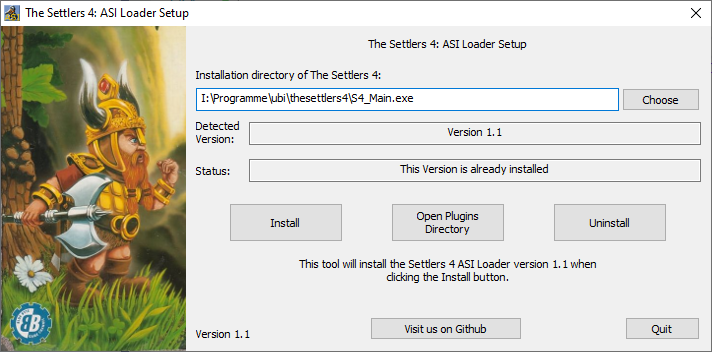 The Settlers 4: ASI Loader Setup
The Settlers 4: ASI Loader Setup
Installation directory of The Settlers 4:
I:\Programme\ubi\thesettlers4\S4_Main.exe
Choose
Detected
Version:
Version 1.1
Status:
This Version is already installed
Install
Open Plugins
Directory
Uninstall
This tool will install the Settlers 4 ASI Loader version 1.1 when
clicking the Install button.
Version 1.1
Visit us on Github
Quit